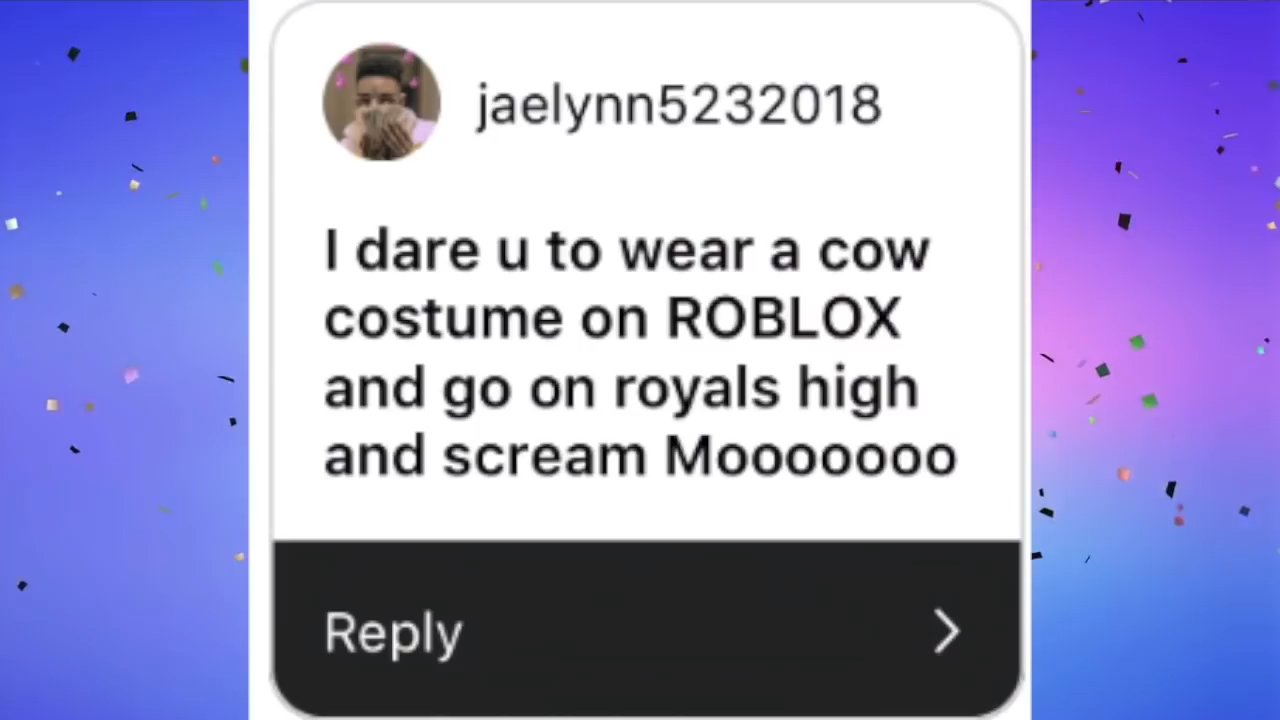 jaelynn5232018
I dare u to wear a cow
costume on ROBLOX
and go on royals high
and scream Mooooooo
Reply